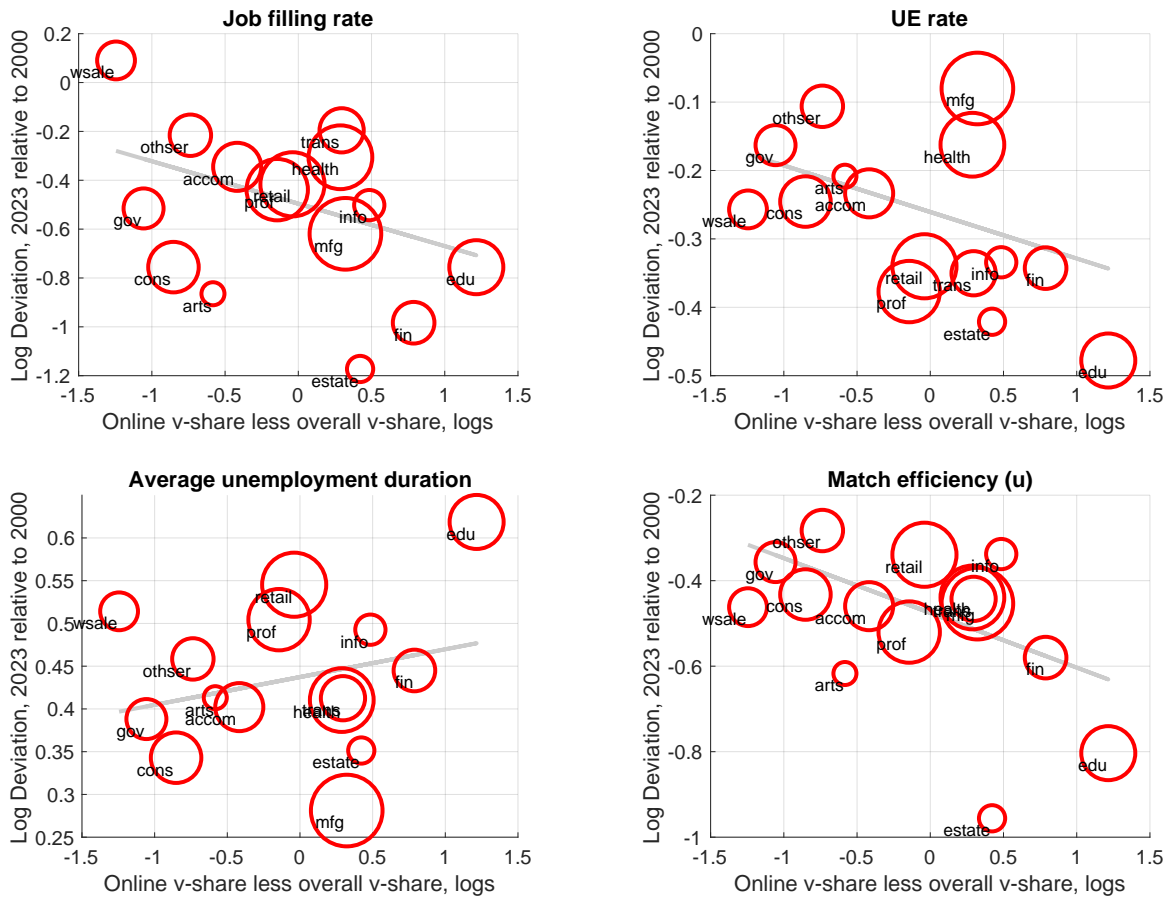 Job filling rate
Log Deviation, 2023 relative to 2000
0.2
0
-0.2
-0.4
-0.6
-0.8
-1
-1.2
wsale
othser
accom
gov
cons
arts
prof
retail
health
trans
info
mfg
edu
fin
estate
-1.5
-1
-0.5
0
0.5
1
1.5
Online v-share less overall v-share, logs
UE rate
Log Deviation, 2023 relative to 2000
0
-0.1
-0.2
-0.3
-0.4
-0.5
mfg
othser
gov
health
arts
accom
wsale
cons
retail
prof
trans
info
fin
estate
edu
-1.5
-1
-0.5
0
0.5
1
1.5
Online v-share less overall v-share, logs
Average unemployment duration
Log Deviation, 2023 relative to 2000
0.6
0.55
0.5
0.45
0.4
0.35
0.3
0.25
edu
retail
wsale
prof
info
othser
fin
arts
accom
trans
health
gov
cons
estate
mfg
-1.5
-1
-0.5
0
0.5
1
1.5
Online v-share less overall v-share, logs
Match efficiency (u)
Log Deviation, 2023 relative to 2000
-0.2
-0.4
-0.6
-0.8
-1
othser
gov
retail
info
wsale
cons
accom
health
trans
mfg
prof
fin
arts
edu
estate
-1.5
-1
-0.5
0
0.5
1
1.5
Online v-share less overall v-share, logs